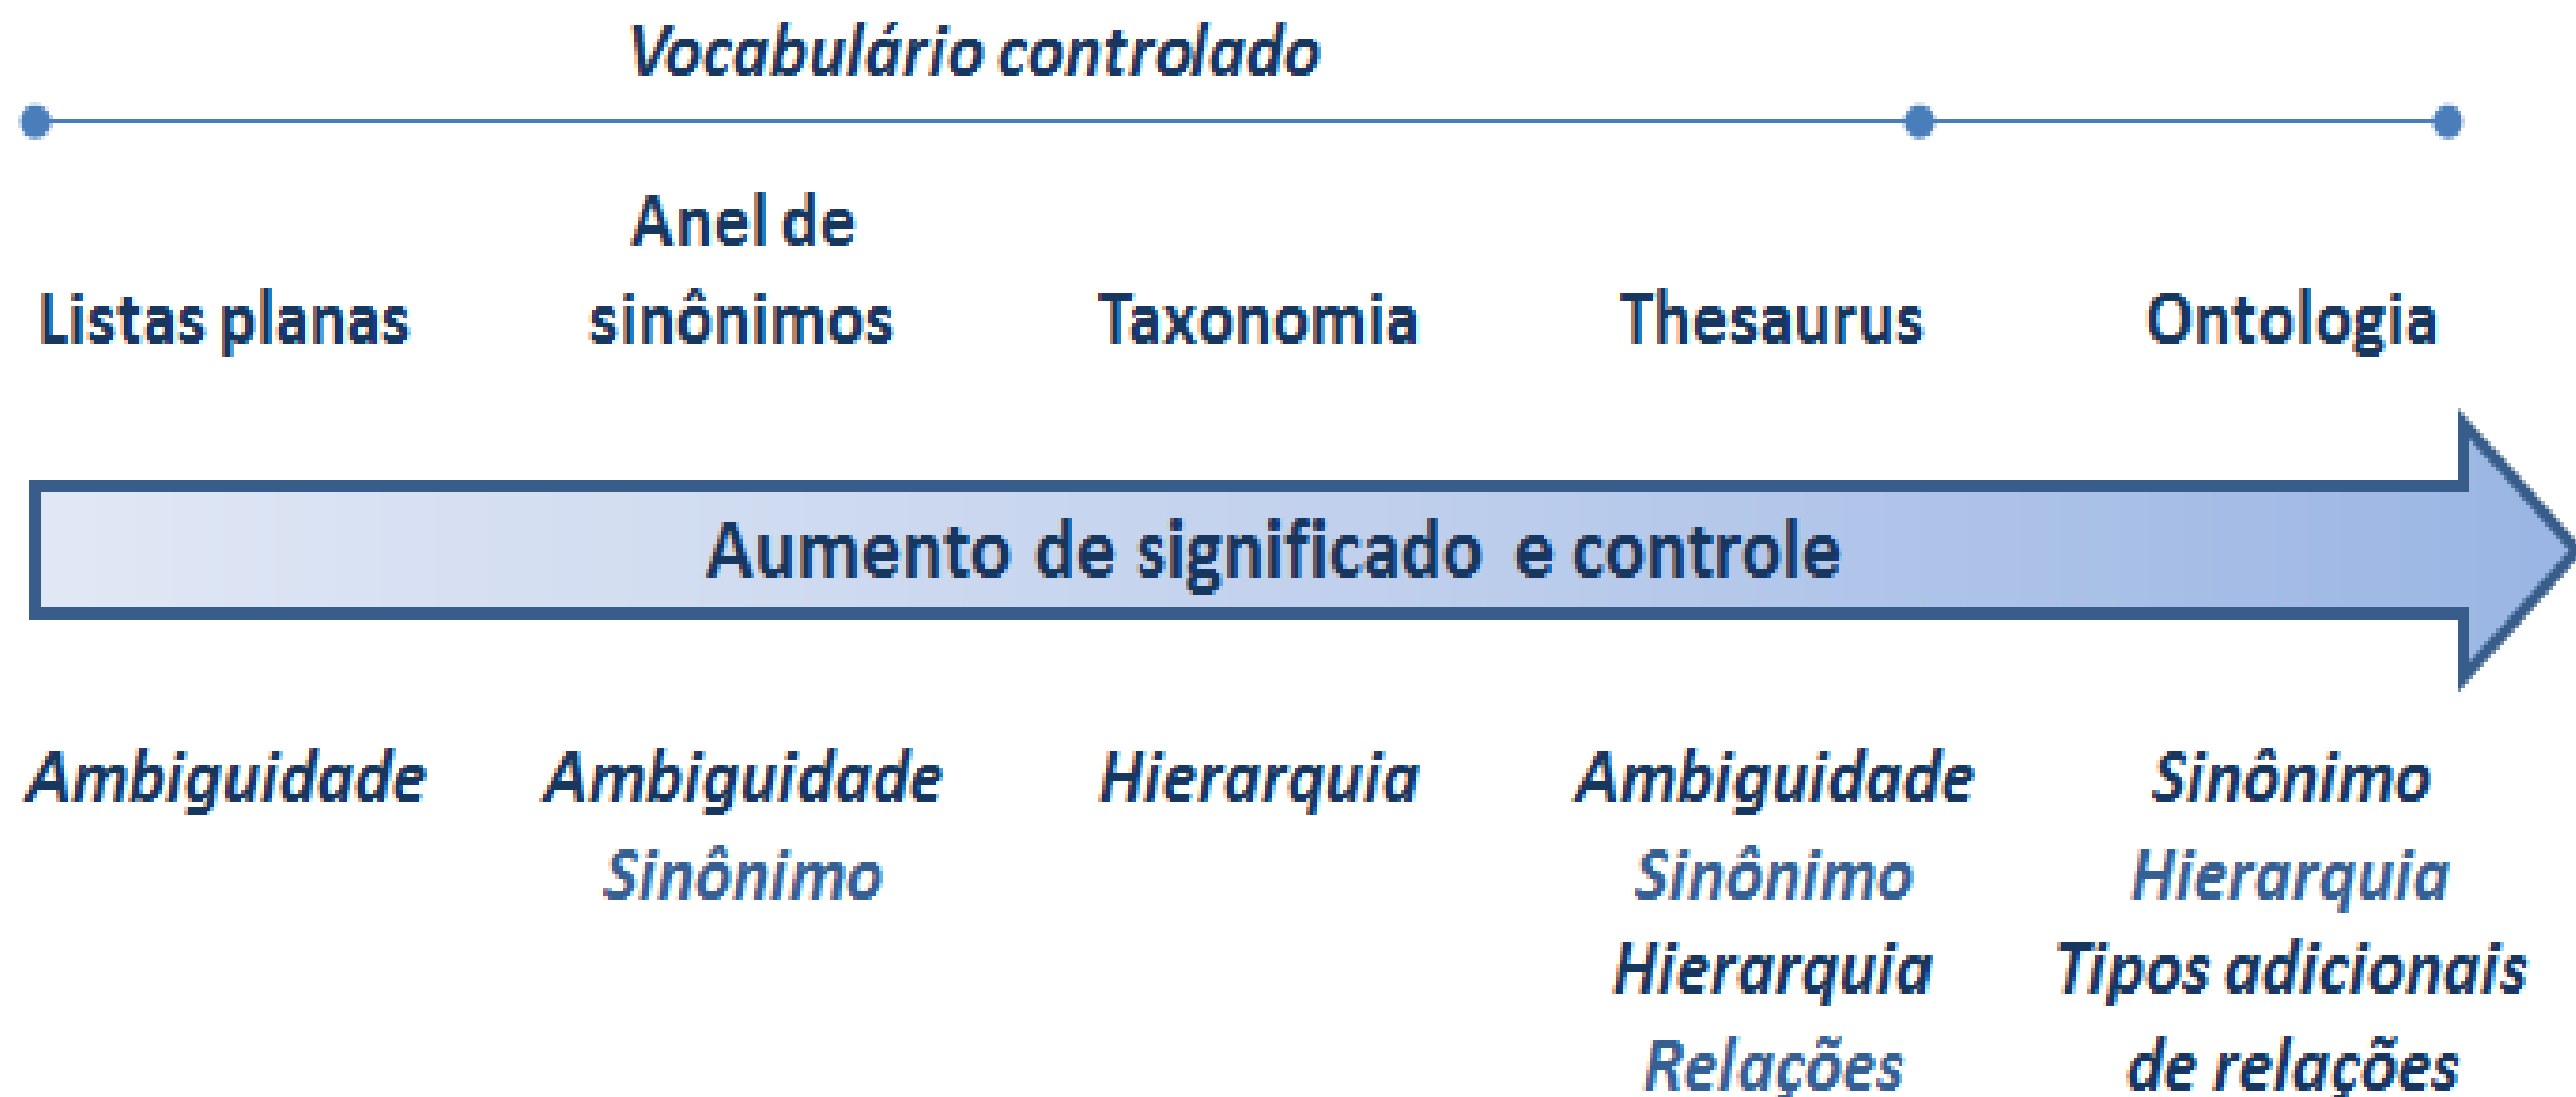 Vocabulário controlado
Listas planas
Anel de
sinônimos
Taxonomia
Thesaurus
Ontologia
Aumento de significado e controle
Ambiguidade
Ambiguidade
Sinônimo
Hierarquia
Ambiguidade
Sinônimo
Hierarquia
Relações
Sinônimo
Hierarquia
Tipos adicionais
de relações